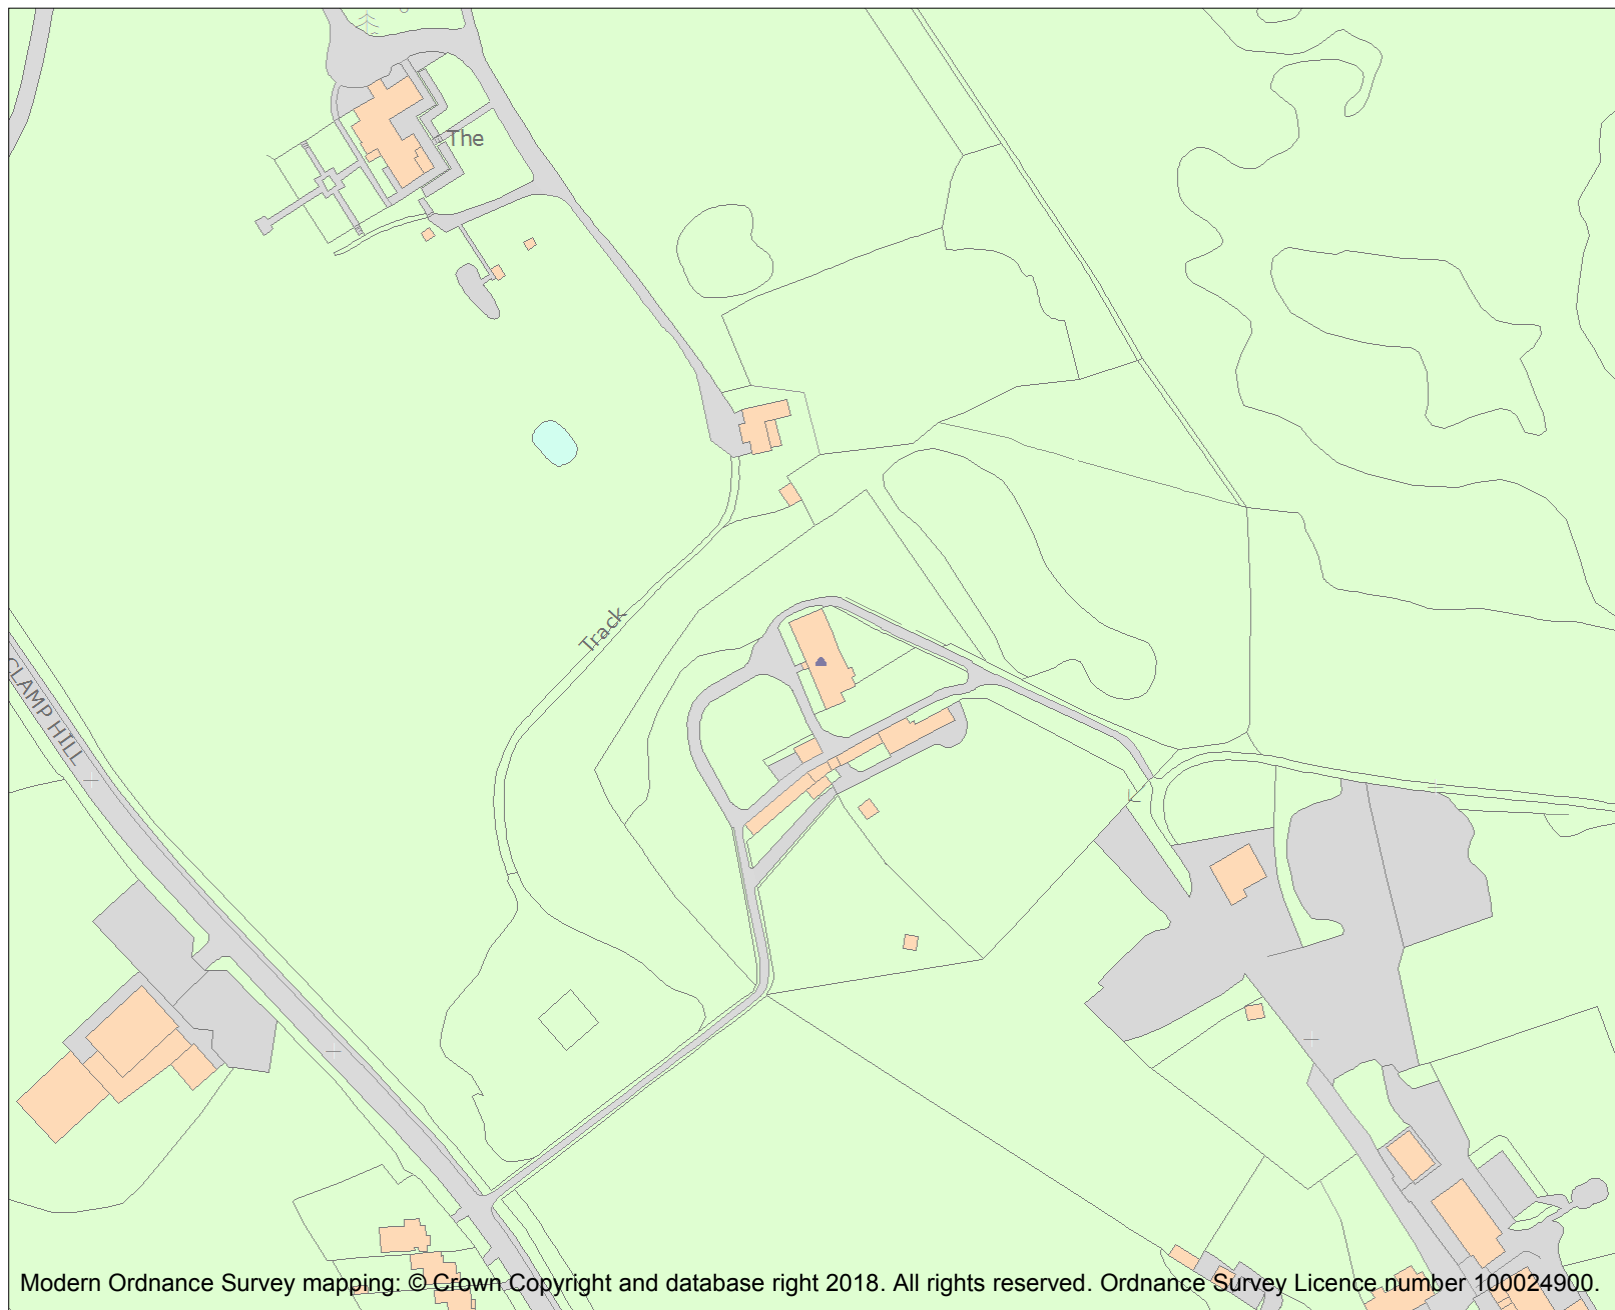 The
Track
CLAMP HILL
Modern Ordnance Survey mapping: © Crown Copyright and database right 2018. All rights reserved. Ordnance Survey Licence number 100024900.